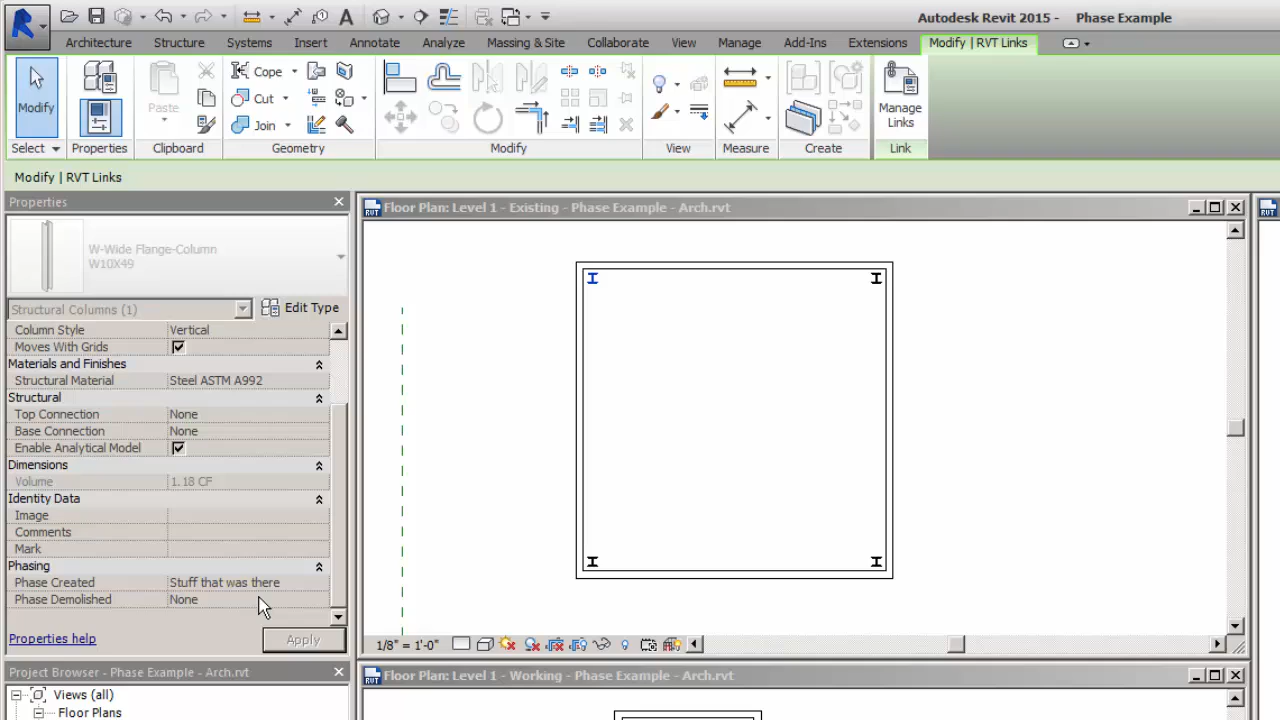 Autodesk Revit 2015 - Phase Example
Architecture Structure Systems Insert Annotate Analyze Massing & Site Collaborate View Manage Add-Ins Extensions Modify | RVT Links
Modify Paste Cope Cut Join Manage Links
Select Properties Clipboard Geometry Modify View Measure Create Link
Modify | RVT Links
Properties
W-Wide Flange-Column
W10X49
Structural Columns (1) Edit Type
Column Style Vertical
Moves With Grids
Materials and Finishes
Structural Material Steel ASTM A992
Structural
Top Connection None
Base Connection None
Enable Analytical Model
Dimensions
Volume 1.18 CF
Identity Data
Image
Comments
Mark
Phasing
Phase Created Stuff that was there
Phase Demolished None
Properties help Apply
Project Browser - Phase Example - Arch.rvt
Views (all)
Floor Plans
RVT Floor Plan: Level 1 - Existing - Phase Example - Arch.rvt
1/8" = 1'-0"
RVT Floor Plan: Level 1 - Working - Phase Example - Arch.rvt
RVT